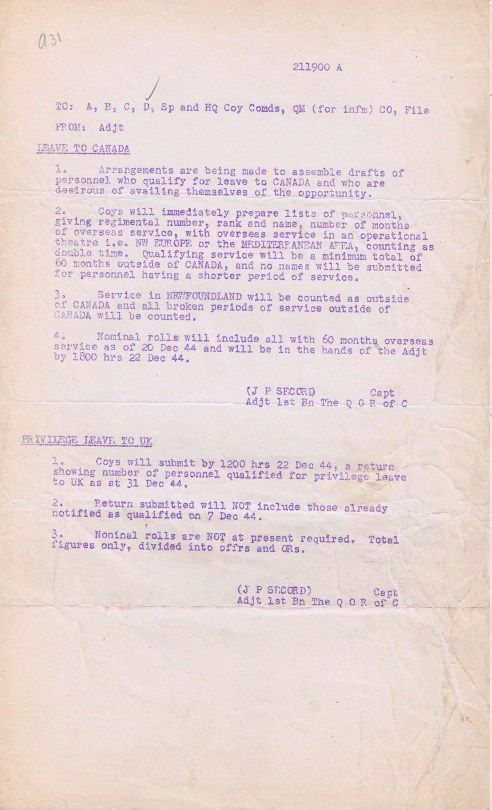 a31
211900 A
TO: A, B, C, D, Sp and HQ Coy Comds, QM (for infm) CO, File
FROM: Adjt
LEAVE TO CANADA
1. Arrangements are being made to assemble drafts of
personnel who qualify for leave to CANADA and who are
desirous of availing themselves of the opportunity.
2. Coys will immediately prepare lists of personnel,
giving regimental number, rank and name, number of months
of overseas service, with overseas service in an operational
theatre i.e. NW EUROPE or the MEDITERRANEAN AREA, counting as
double time. Qualifying service will be a minimum total of
60 months outside of CANADA, and no names will be submitted
for personnel having a shorter period of service.
3. Service in NEWFOUNDLAND will be counted as outside
of CANADA and all broken periods of service outside of
CANADA will be counted.
4. Nominal rolls will include all with 60 months overseas
service as of 20 Dec 44 and will be in the hands of the Adjt
by 1800 hrs 22 Dec 44.
(J P SECORD) Capt
Adjt 1st Bn The Q O R of C
PRIVILEGE LEAVE TO UK
1. Coys will submit by 1200 hrs 22 Dec 44, a return
showing number of personnel qualified for privilege leave
to UK as at 31 Dec 44.
2. Return submitted will NOT include those already
notified as qualified on 7 Dec 44.
3. Nominal rolls are NOT at present required. Total
figures only, divided into offrs and ORs.
(J P SECORD) Capt
Adjt 1st Bn The Q O R of C